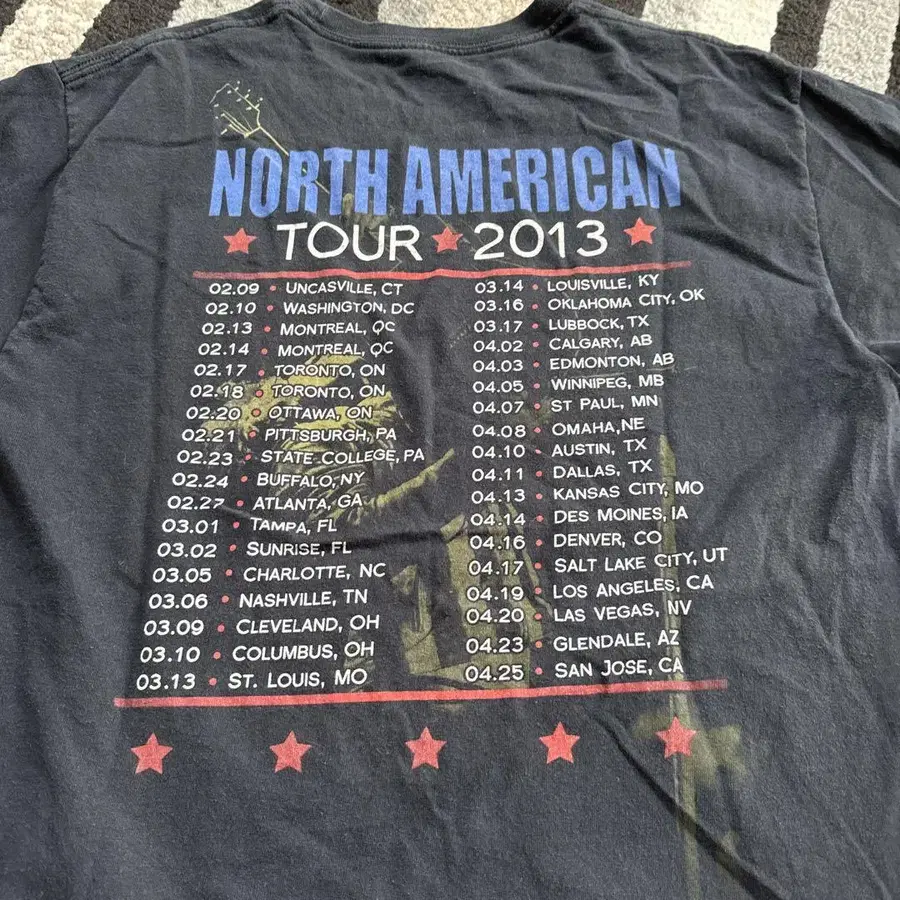 NORTH AMERICAN
TOUR ★ 2013
02.09 • UNCASVILLE, CT
02.10 • WASHINGTON, DC
02.13 • MONTREAL, QC
02.14 • MONTREAL, QC
02.17 • TORONTO, ON
02.18 • TORONTO, ON
02.20 • OTTAWA, ON
02.21 • PITTSBURGH, PA
02.23 • STATE COLLEGE, PA
02.24 • BUFFALO, NY
02.27 • ATLANTA, GA
03.01 • TAMPA, FL
03.02 • SUNRISE, FL
03.05 • CHARLOTTE, NC
03.06 • NASHVILLE, TN
03.09 • CLEVELAND, OH
03.10 • COLUMBUS, OH
03.13 • ST. LOUIS, MO
03.14 • LOUISVILLE, KY
03.16 • OKLAHOMA CITY, OK
03.17 • LUBBOCK, TX
04.02 • CALGARY, AB
04.03 • EDMONTON, AB
04.05 • WINNIPEG, MB
04.07 • ST PAUL, MN
04.08 • OMAHA, NE
04.10 • AUSTIN, TX
04.11 • DALLAS, TX
04.13 • KANSAS CITY, MO
04.14 • DES MOINES, IA
04.16 • DENVER, CO
04.17 • SALT LAKE CITY, UT
04.19 • LOS ANGELES, CA
04.20 • LAS VEGAS, NV
04.23 • GLENDALE, AZ
04.25 • SAN JOSE, CA